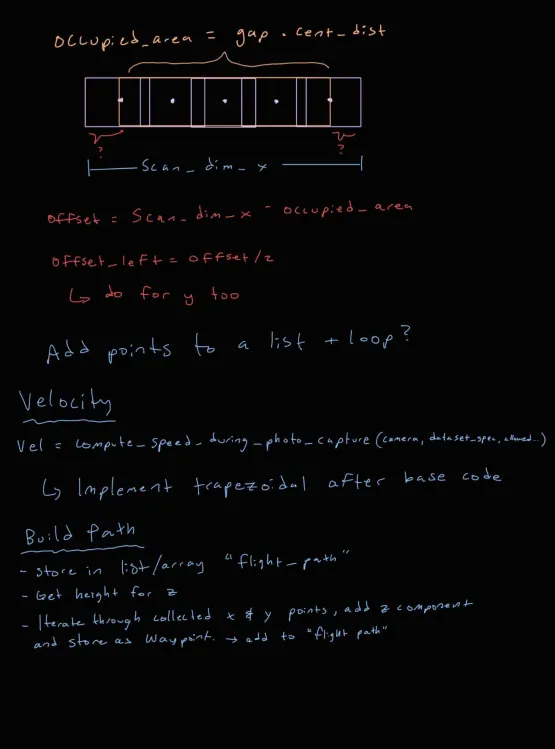 occupied_area = gap · cent_dist
?
?
Scan_dim_x
offset = Scan_dim_x - occupied_area
offset_left = offset/2
↳ do for y too
Add points to a list + loop?
Velocity
Vel = compute_speed_during_photo_capture(camera, dataset_spec, allowed...)
↳ Implement trapezoidal after base code
Build Path
- Store in list/array "flight_path"
- Get height for z
- Iterate through collected x & y points, add z component
and store as Waypoint. → add to "flight path"